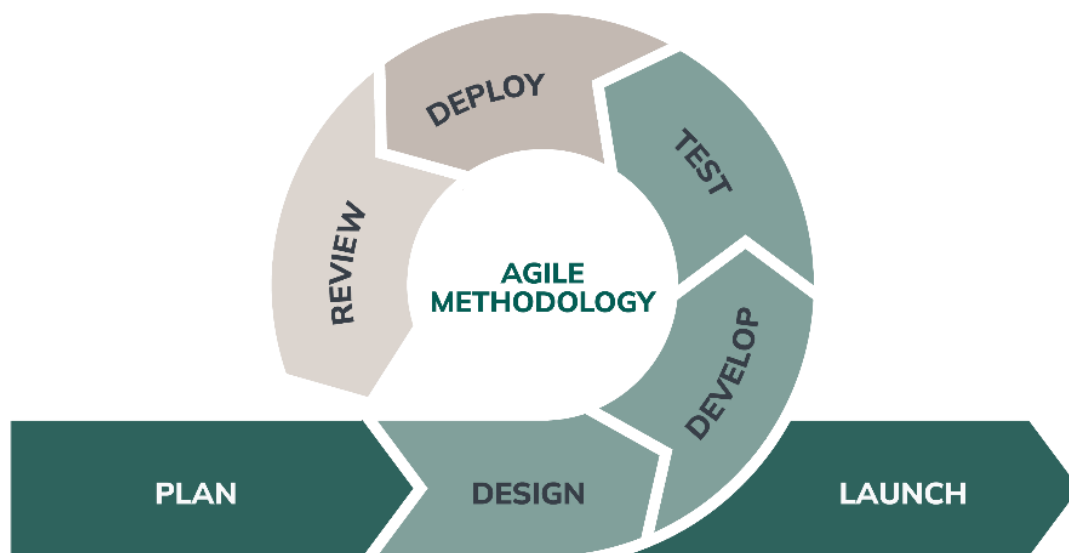 DEPLOY
TEST
REVIEW
AGILE
METHODOLOGY
DEVELOP
PLAN
DESIGN
LAUNCH